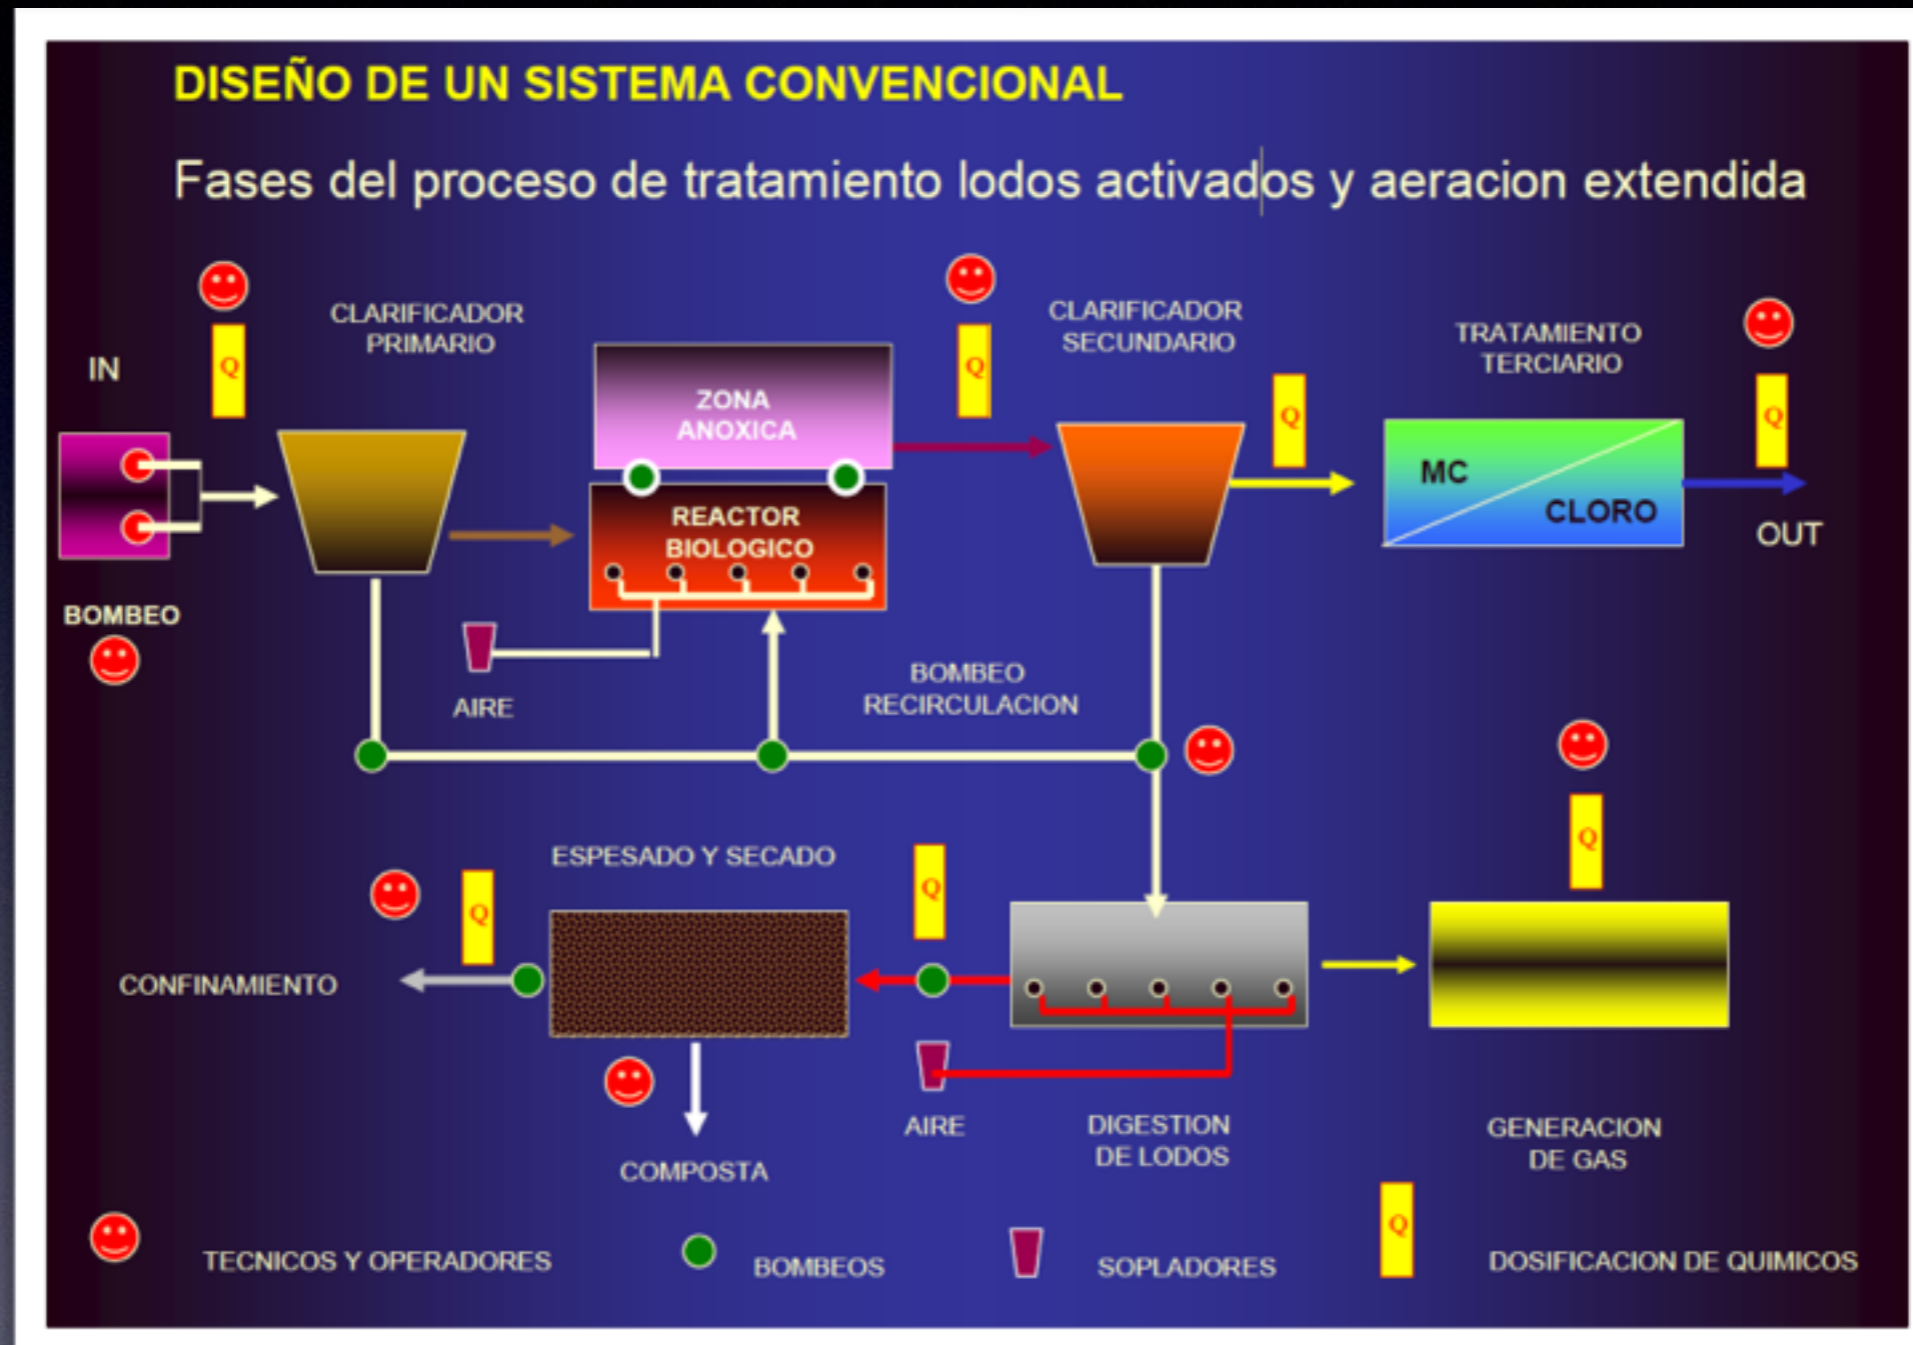 DISEÑO DE UN SISTEMA CONVENCIONAL
Fases del proceso de tratamiento lodos activados y aeracion extendida
IN
Q
CLARIFICADOR
PRIMARIO
ZONA
ANOXICA
Q
CLARIFICADOR
SECUNDARIO
Q
TRATAMIENTO
TERCIARIO
Q
MC
CLORO
OUT
REACTOR
BIOLOGICO
BOMBEO
AIRE
BOMBEO
RECIRCULACION
ESPESADO Y SECADO
Q
Q
Q
CONFINAMIENTO
COMPOSTA
AIRE
DIGESTION
DE LODOS
GENERACION
DE GAS
TECNICOS Y OPERADORES
BOMBEOS
SOPLADORES
Q
DOSIFICACION DE QUIMICOS